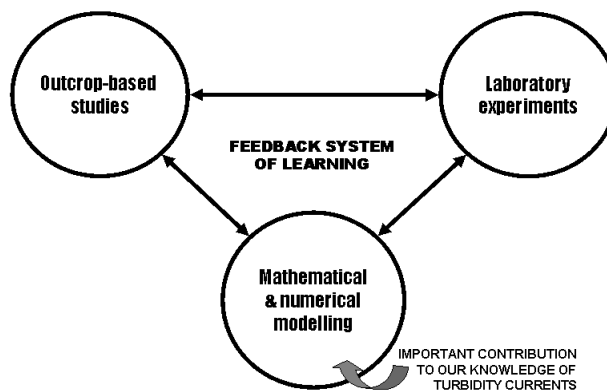 Outcrop-based
studies
Laboratory
experiments
FEEDBACK SYSTEM
OF LEARNING
Mathematical
& numerical
modelling
IMPORTANT CONTRIBUTION
TO OUR KNOWLEDGE OF
TURBIDITY CURRENTS